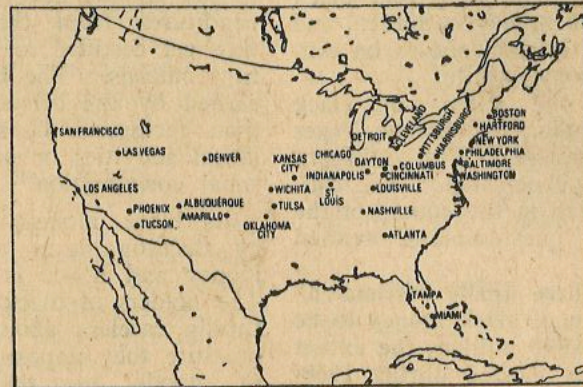 SAN FRANCISCO
LAS VEGAS
LOS ANGELES
PHOENIX
TUCSON
ALBUQUERQUE
AMARILLO
DENVER
KANSAS
CITY
WICHITA
TULSA
OKLAHOMA
CITY
CHICAGO
INDIANAPOLIS
ST
LOUIS
DETROIT
CLEVELAND
DAYTON
COLUMBUS
CINCINNATI
LOUISVILLE
NASHVILLE
ATLANTA
PITTSBURGH
HARRISBURG
BOSTON
HARTFORD
NEW YORK
PHILADELPHIA
BALTIMORE
WASHINGTON
TAMPA
MIAMI